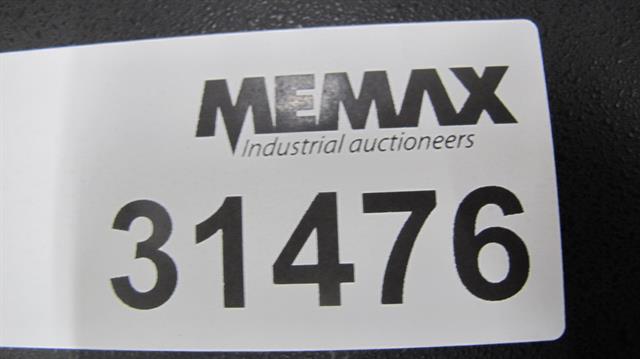 MEMAX
Industrial auctioneers
31476